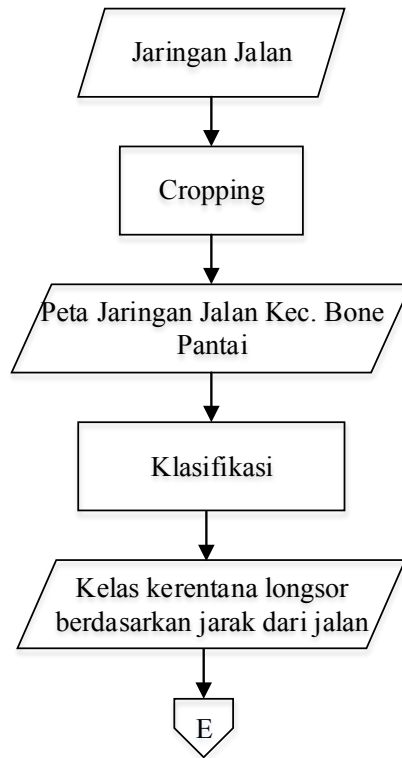 Jaringan Jalan
Cropping
Peta Jaringan Jalan Kec. Bone
Pantai
Klasifikasi
Kelas kerentana longsor
berdasarkan jarak dari jalan
E